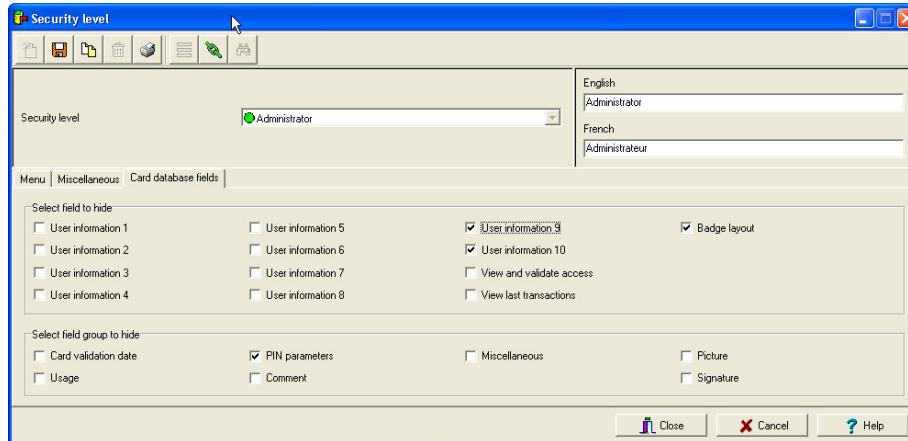 Security level
English
Administrator
Security level
Administrator
French
Administrateur
Menu
Miscellaneous
Card database fields
Select field to hide
User information 1
User information 5
User information 9
Badge layout
User information 2
User information 6
User information 10
User information 3
User information 7
View and validate access
User information 4
User information 8
View last transactions
Select field group to hide
Card validation date
PIN parameters
Miscellaneous
Picture
Usage
Comment
Signature
Close
Cancel
? Help